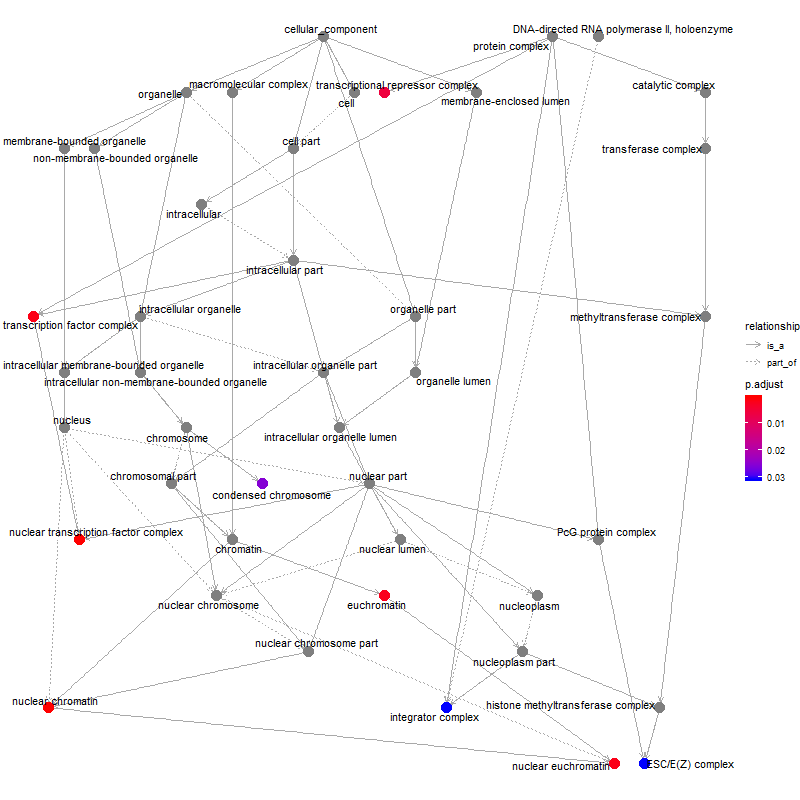 cellular_component
DNA-directed RNA polymerase II, holoenzyme
protein complex
organelle
macromolecular complex
transcriptional repressor complex
cell
membrane-enclosed lumen
catalytic complex
membrane-bounded organelle
non-membrane-bounded organelle
cell part
transferase complex
intracellular
intracellular part
transcription factor complex
intracellular organelle
organelle part
methyltransferase complex
relationship
is_a
part_of
p.adjust
0.01
0.02
0.03
intracellular membrane-bounded organelle
intracellular non-membrane-bounded organelle
intracellular organelle part
organelle lumen
nucleus
chromosome
intracellular organelle lumen
chromosomal part
condensed chromosome
nuclear part
nuclear transcription factor complex
chromatin
nuclear lumen
PcG protein complex
nuclear chromosome
euchromatin
nucleoplasm
nuclear chromosome part
nucleoplasm part
nuclear chromatin
integrator complex
histone methyltransferase complex
nuclear euchromatin
ESC/E(Z) complex